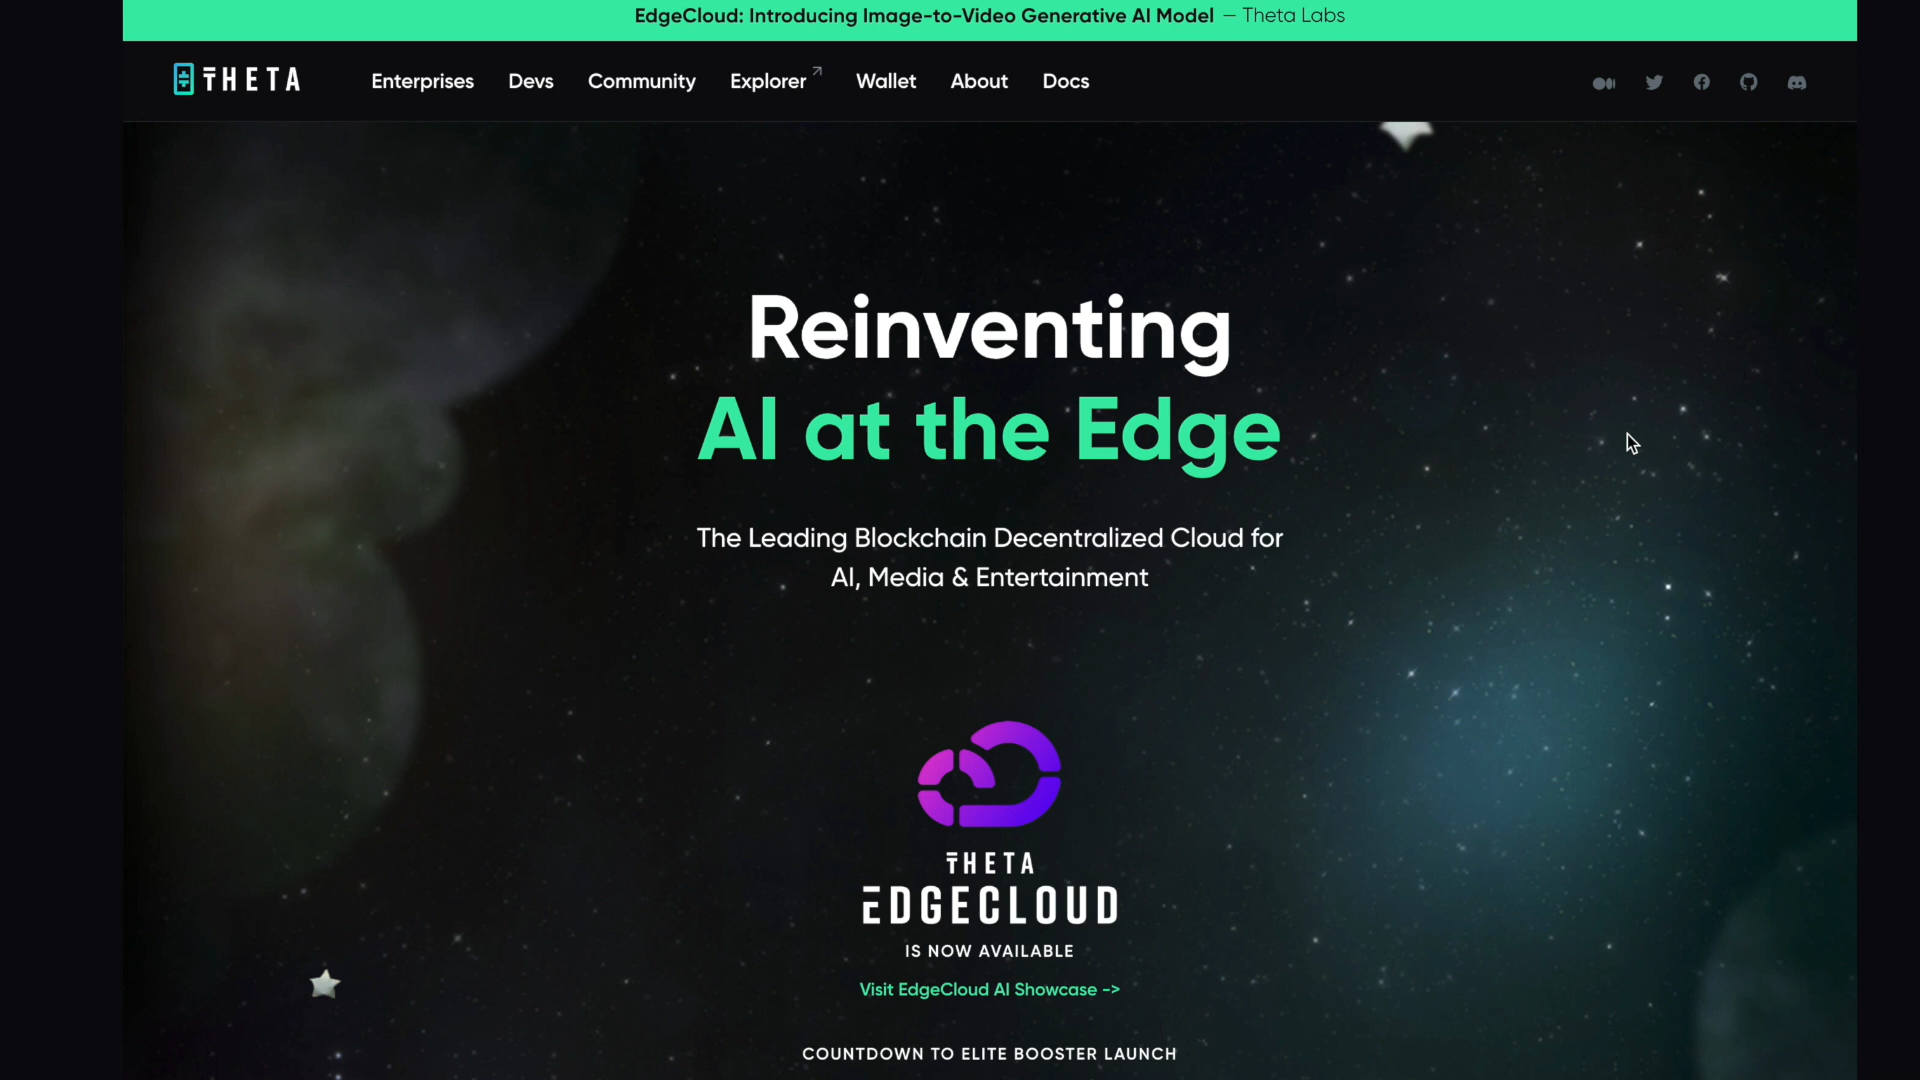 EdgeCloud: Introducing Image-to-Video Generative AI Model — Theta Labs
THETA
Enterprises Devs Community Explorer Wallet About Docs
Reinventing
AI at the Edge
The Leading Blockchain Decentralized Cloud for
AI, Media & Entertainment
THETA
EDGECLOUD
IS NOW AVAILABLE
Visit EdgeCloud AI Showcase ->
COUNTDOWN TO ELITE BOOSTER LAUNCH